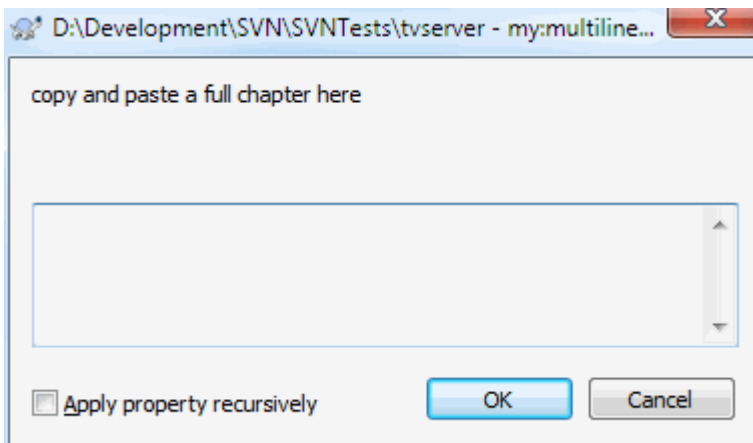 D:\Development\SVN\SVNTests\tvserver - my:multiline...
copy and paste a full chapter here
Apply property recursively
OK
Cancel